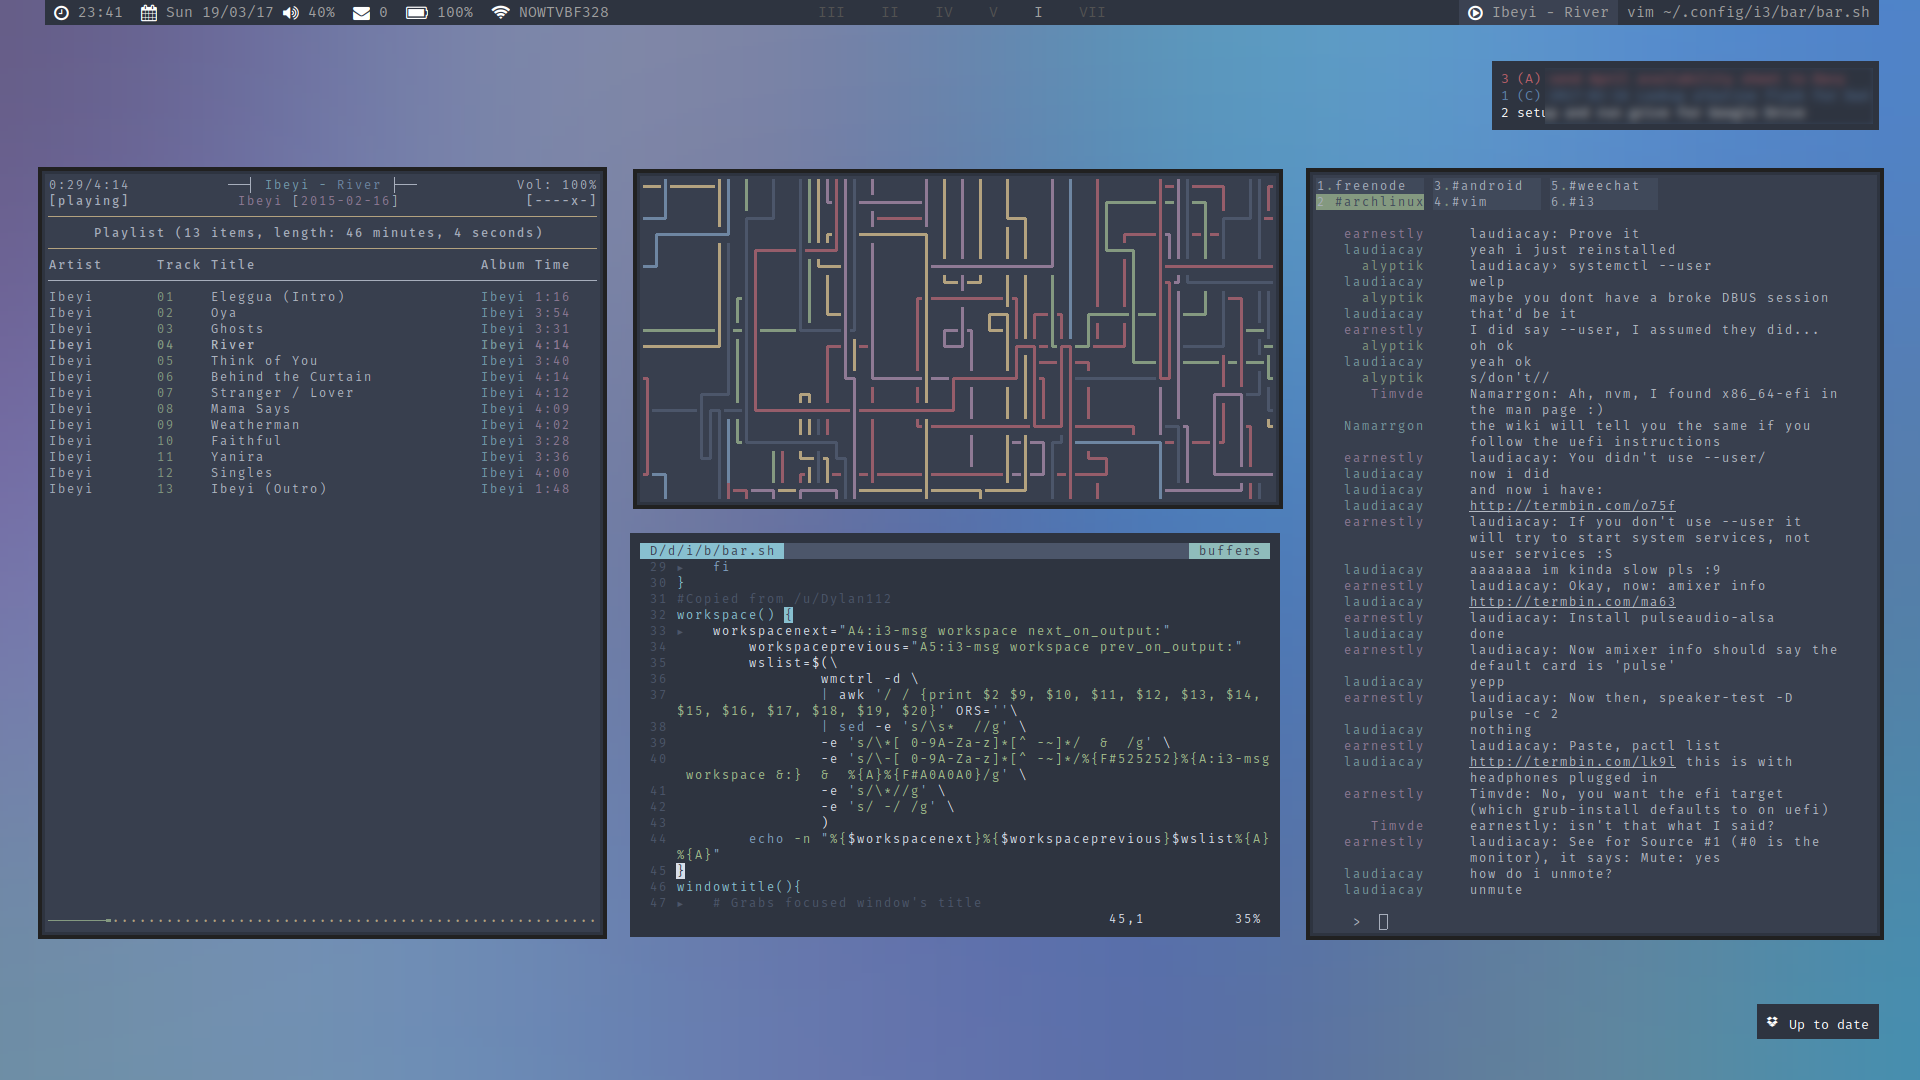 23:41 Sun 19/03/17 40% 0 100% NOWTVBF328 III II IV V I VII Ibeyi - River vim ~/.config/i3/bar/bar.sh
3 (A)
1 (C)
2 setu
0:29/4:14 Ibeyi - River Vol: 100%
[playing] Ibeyi [2015-02-16] [----x-]
Playlist (13 items, length: 46 minutes, 4 seconds)
Artist Track Title Album Time
Ibeyi 01 Eleggua (Intro) Ibeyi 1:16
Ibeyi 02 Oya Ibeyi 3:54
Ibeyi 03 Ghosts Ibeyi 3:31
Ibeyi 04 River Ibeyi 4:14
Ibeyi 05 Think of You Ibeyi 3:40
Ibeyi 06 Behind the Curtain Ibeyi 4:14
Ibeyi 07 Stranger / Lover Ibeyi 4:12
Ibeyi 08 Mama Says Ibeyi 4:09
Ibeyi 09 Weatherman Ibeyi 4:02
Ibeyi 10 Faithful Ibeyi 3:28
Ibeyi 11 Yanira Ibeyi 3:36
Ibeyi 12 Singles Ibeyi 4:00
Ibeyi 13 Ibeyi (Outro) Ibeyi 1:48
D/d/i/b/bar.sh buffers
29 ▸ fi
30 }
31 #Copied from /u/Dylan112
32 workspace() {
33 ▸ workspacenext="A4:i3-msg workspace next_on_output:"
34 workspaceprevious="A5:i3-msg workspace prev_on_output:"
35 wslist=$(\
36 wmctrl -d \
37 | awk '/ / {print $2 $9, $10, $11, $12, $13, $14,
$15, $16, $17, $18, $19, $20}' ORS=''\
38 | sed -e 's/\s*  //g' \
39 -e 's/\*[ 0-9A-Za-z]*[^ -~]*/  &  /g' \
40 -e 's/\-[ 0-9A-Za-z]*[^ -~]*/%{F#525252}%{A:i3-msg
workspace &:}  &  %{A}%{F#A0A0A0}/g' \
41 -e 's/\*//g' \
42 -e 's/ -/ /g' \
43 )
44 echo -n "%{$workspacenext}%{$workspaceprevious}$wslist%{A}
%{A}"
45 }
46 windowtitle(){
47 ▸ # Grabs focused window's title
45,1 35%
1.freenode 3.#android 5.#weechat
2 #archlinux 4.#vim 6.#i3
earnestly laudiacay: Prove it
laudiacay yeah i just reinstalled
alyptik laudiacay› systemctl --user
laudiacay welp
alyptik maybe you dont have a broke DBUS session
laudiacay that'd be it
earnestly I did say --user, I assumed they did...
alyptik oh ok
laudiacay yeah ok
alyptik s/don't//
Timvde Namarrgon: Ah, nvm, I found x86_64-efi in
the man page :)
Namarrgon the wiki will tell you the same if you
follow the uefi instructions
earnestly laudiacay: You didn't use --user/
laudiacay now i did
laudiacay and now i have:
laudiacay http://termbin.com/o75f
earnestly laudiacay: If you don't use --user it
will try to start system services, not
user services :S
laudiacay aaaaaaa im kinda slow pls :9
earnestly laudiacay: Okay, now: amixer info
laudiacay http://termbin.com/ma63
earnestly laudiacay: Install pulseaudio-alsa
laudiacay done
earnestly laudiacay: Now amixer info should say the
default card is 'pulse'
laudiacay yepp
earnestly laudiacay: Now then, speaker-test -D
pulse -c 2
laudiacay nothing
earnestly laudiacay: Paste, pactl list
laudiacay http://termbin.com/lk9l this is with
headphones plugged in
earnestly Timvde: No, you want the efi target
(which grub-install defaults to on uefi)
Timvde earnestly: isn't that what I said?
earnestly laudiacay: See for Source #1 (#0 is the
monitor), it says: Mute: yes
laudiacay how do i unmote?
laudiacay unmute
>
Up to date